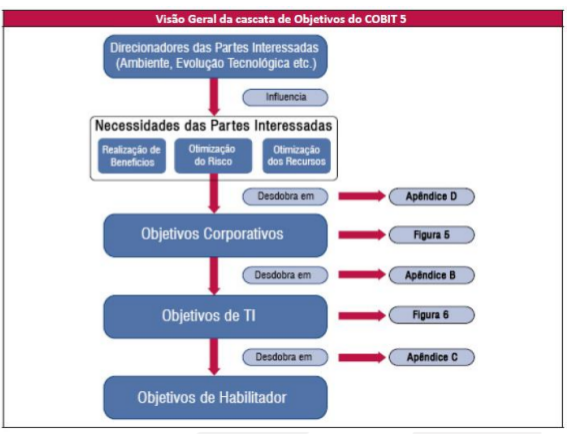 Visão Geral da cascata de Objetivos do COBIT 5
Direcionadores das Partes Interessadas
(Ambiente, Evolução Tecnológica etc.)
Influencia
Necessidades das Partes Interessadas
Realização de
Benefícios
Otimização
do Risco
Otimização
dos Recursos
Desdobra em
Apêndice D
Objetivos Corporativos
Figura 5
Desdobra em
Apêndice B
Objetivos de TI
Figura 6
Desdobra em
Apêndice C
Objetivos de Habilitador